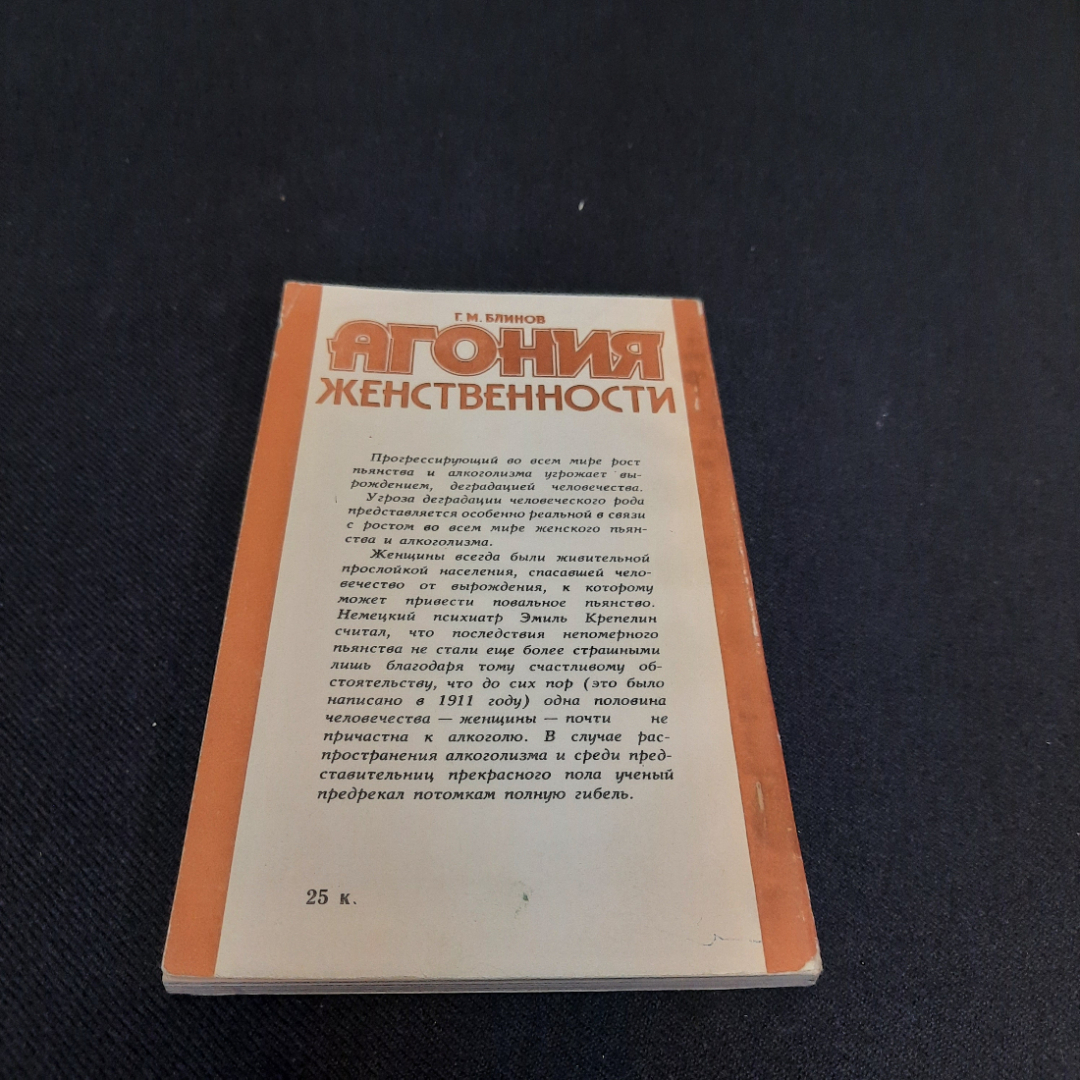 Г. М. БЛИНОВ
АГОНИЯ
ЖЕНСТВЕННОСТИ
Прогрессирующий во всем мире рост
пьянства и алкоголизма угрожает вы-
рождением, деградацией человечества.
Угроза деградации человеческого рода
представляется особенно реальной в связи
с ростом во всем мире женского пьян-
ства и алкоголизма.
Женщины всегда были живительной
прослойкой населения, спасавшей чело-
вечество от вырождения, к которому
может привести повальное пьянство.
Немецкий психиатр Эмиль Крепелин
считал, что последствия непомерного
пьянства не стали еще более страшными
лишь благодаря тому счастливому об-
стоятельству, что до сих пор (это было
написано в 1911 году) одна половина
человечества — женщины — почти не
причастна к алкоголю. В случае рас-
пространения алкоголизма и среди пред-
ставительниц прекрасного пола ученый
предрекал потомкам полную гибель.
25 к.